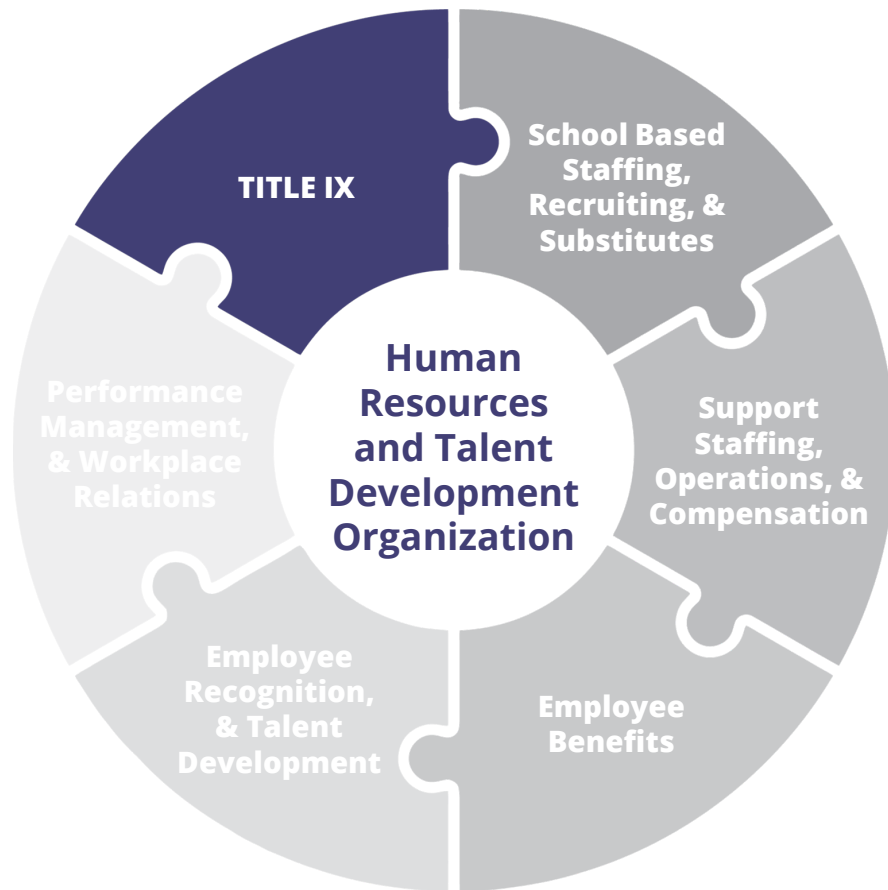 TITLE IX
School Based
Staffing,
Recruiting, &
Substitutes
Human
Resources
and Talent
Development
Organization
Performance
Management,
& Workplace
Relations
Support
Staffing,
Operations, &
Compensation
Employee
Recognition,
& Talent
Development
Employee
Benefits